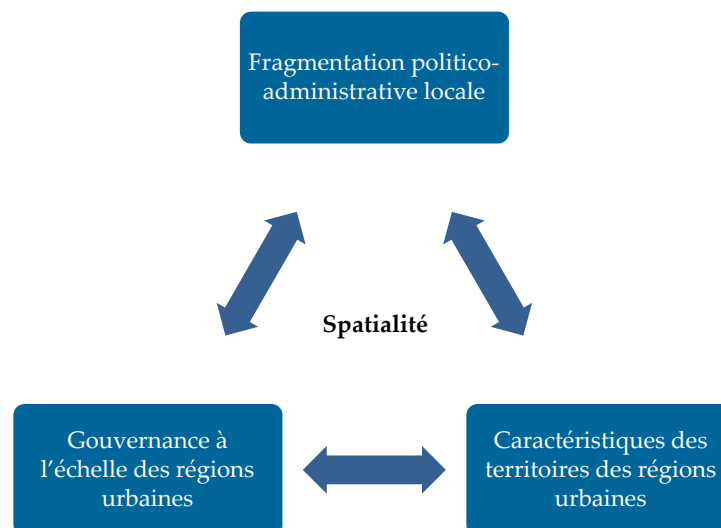 Fragmentation politico-
administrative locale
Spatialité
Gouvernance à
l’échelle des régions
urbaines
Caractéristiques des
territoires des régions
urbaines